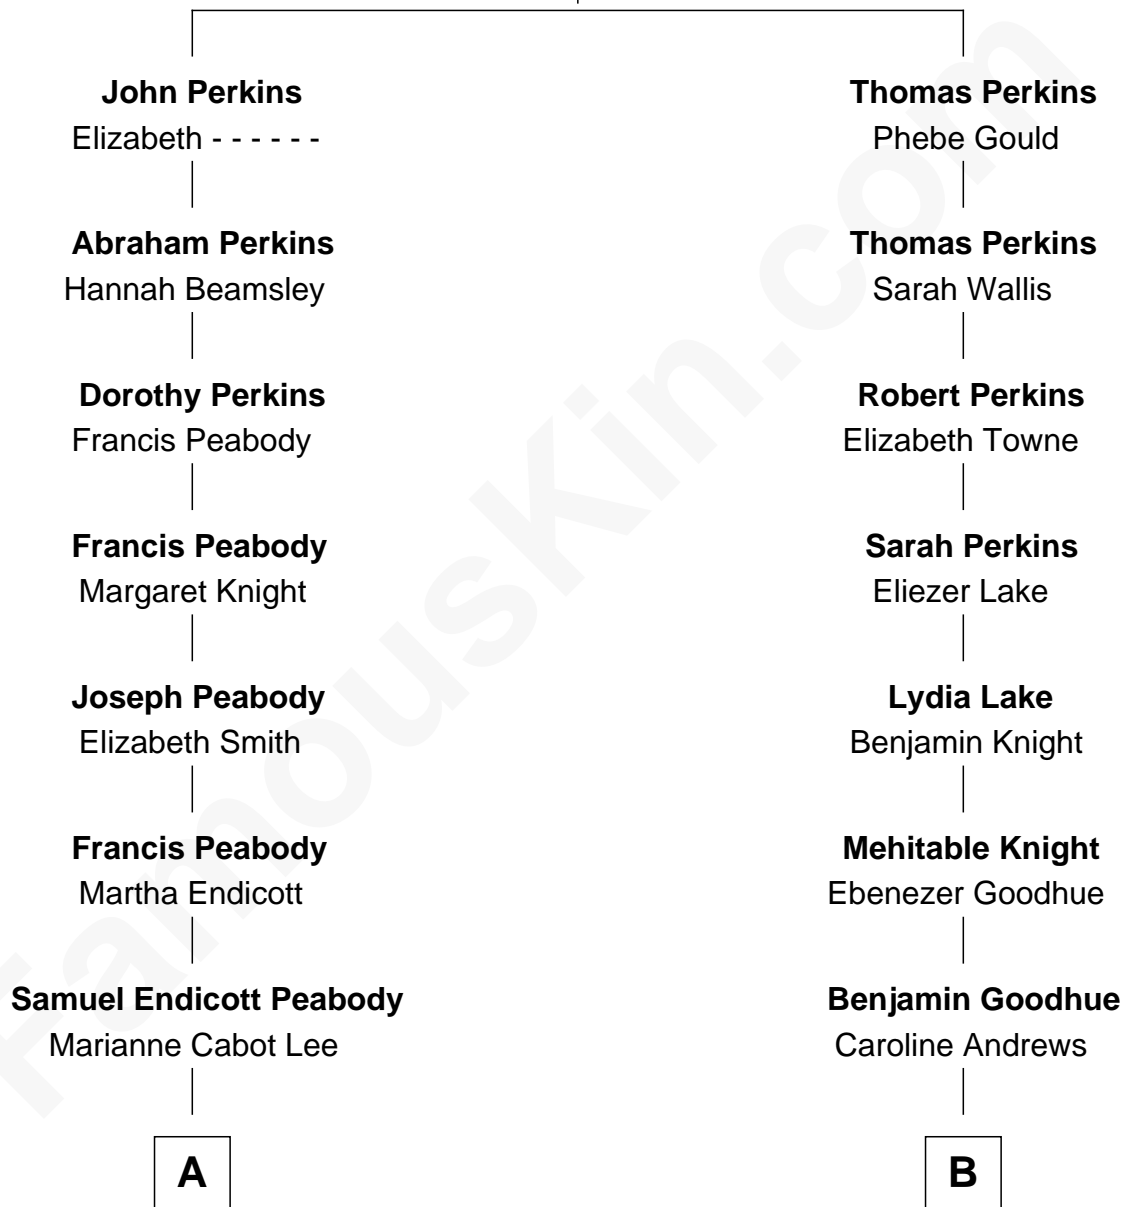 John Perkins
Elizabeth - - - - - -
Abraham Perkins
Hannah Beamsley
Dorothy Perkins
Francis Peabody
Francis Peabody
Margaret Knight
Joseph Peabody
Elizabeth Smith
Francis Peabody
Martha Endicott
Samuel Endicott Peabody
Marianne Cabot Lee
A
Thomas Perkins
Phebe Gould
Thomas Perkins
Sarah Wallis
Robert Perkins
Elizabeth Towne
Sarah Perkins
Eliezer Lake
Lydia Lake
Benjamin Knight
Mehitable Knight
Ebenezer Goodhue
Benjamin Goodhue
Caroline Andrews
B
FamousKin.com